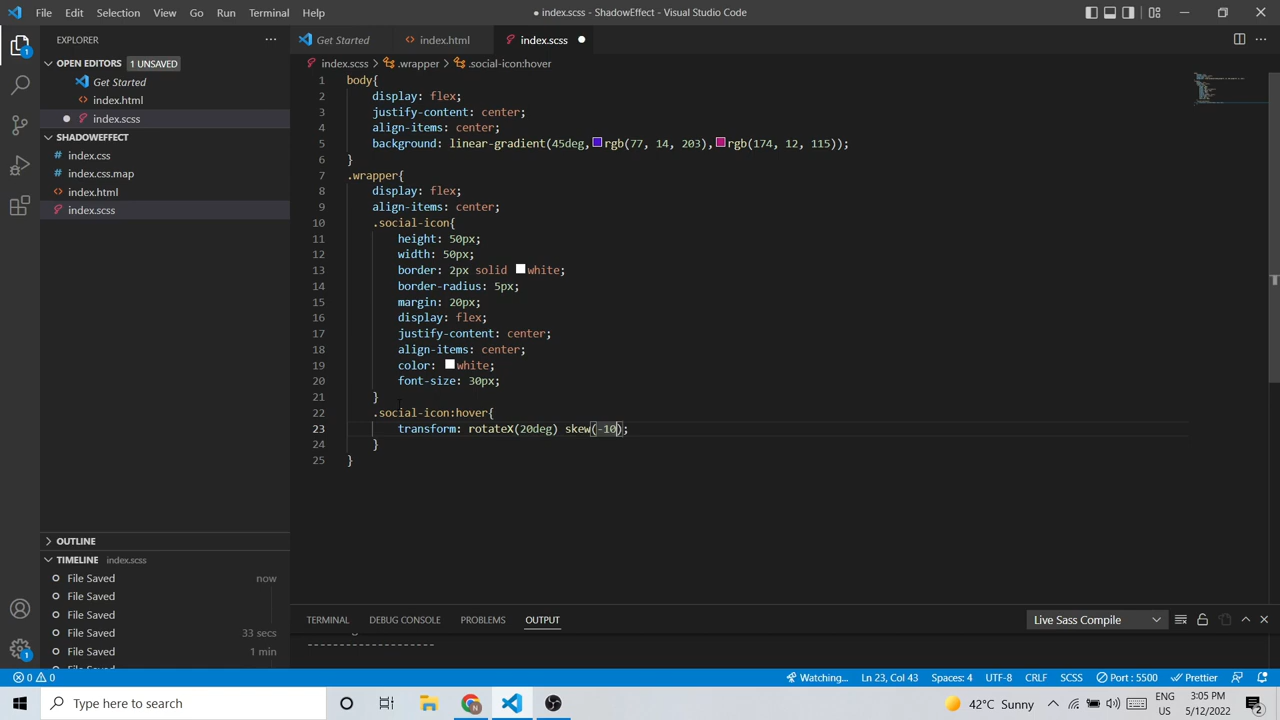 File Edit Selection View Go Run Terminal Help
● index.scss - ShadowEffect - Visual Studio Code
EXPLORER
Get Started index.html index.scss
OPEN EDITORS 1 UNSAVED
index.scss > .wrapper > .social-icon:hover
Get Started
index.html
index.scss
SHADOWEFFECT
index.css
index.css.map
index.html
index.scss
1 body{
2 display: flex;
3 justify-content: center;
4 align-items: center;
5 background: linear-gradient(45deg,rgb(77, 14, 203),rgb(174, 12, 115));
6 }
7 .wrapper{
8 display: flex;
9 align-items: center;
10 .social-icon{
11 height: 50px;
12 width: 50px;
13 border: 2px solid white;
14 border-radius: 5px;
15 margin: 20px;
16 display: flex;
17 justify-content: center;
18 align-items: center;
19 color: white;
20 font-size: 30px;
21 }
22 .social-icon:hover{
23 transform: rotateX(20deg) skew(-10);
24 }
25 }
OUTLINE
TIMELINE index.scss
File Saved now
File Saved
File Saved
File Saved 33 secs
File Saved 1 min
TERMINAL DEBUG CONSOLE PROBLEMS OUTPUT
Live Sass Compile
--------------------
0 0
Watching... Ln 23, Col 43 Spaces: 4 UTF-8 CRLF SCSS Port : 5500 Prettier
Type here to search
42°C Sunny
ENG
US
3:05 PM
5/12/2022
2
1
1